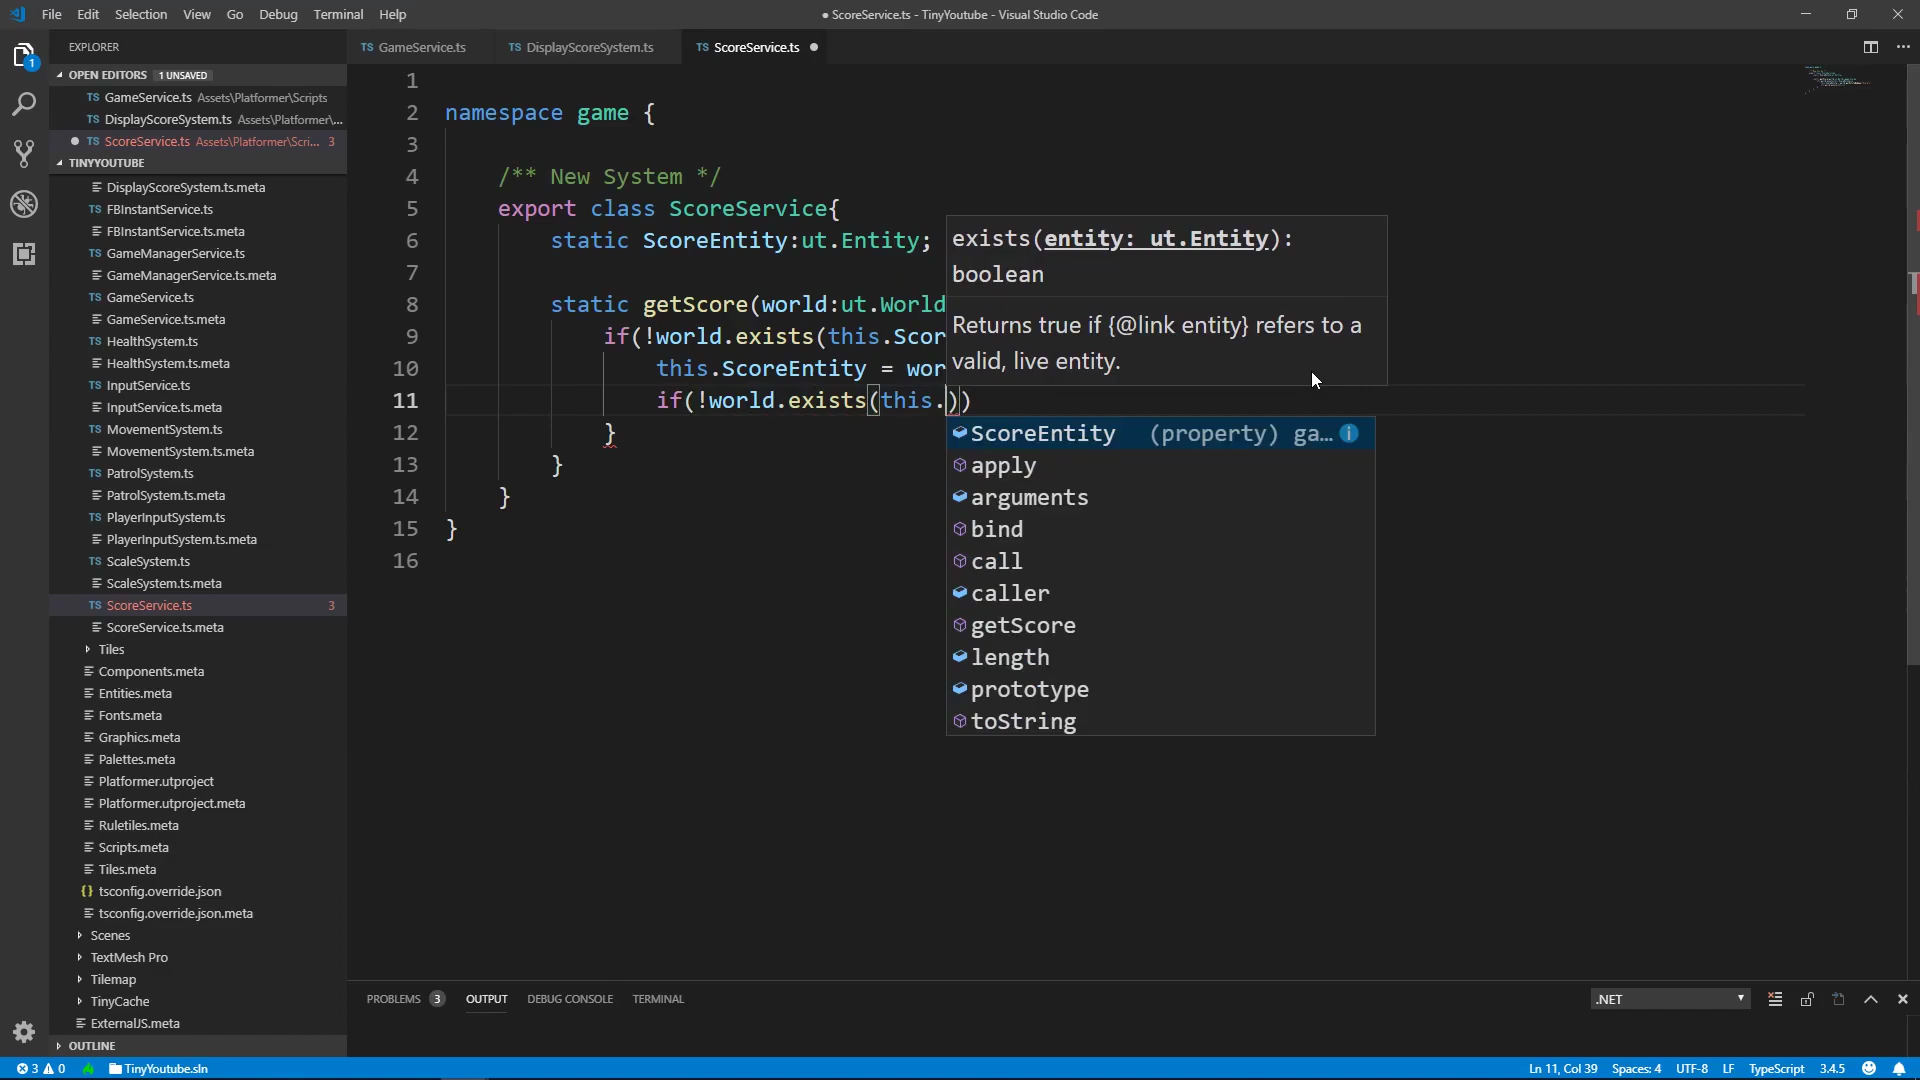 File Edit Selection View Go Debug Terminal Help
● ScoreService.ts - TinyYoutube - Visual Studio Code
EXPLORER
OPEN EDITORS 1 UNSAVED
TS GameService.ts Assets\Platformer\Scripts
TS DisplayScoreSystem.ts Assets\Platformer\...
TS ScoreService.ts Assets\Platformer\Scri... 3
TINYYOUTUBE
DisplayScoreSystem.ts.meta
TS FBInstantService.ts
FBInstantService.ts.meta
TS GameManagerService.ts
GameManagerService.ts.meta
TS GameService.ts
GameService.ts.meta
TS HealthSystem.ts
HealthSystem.ts.meta
TS InputService.ts
InputService.ts.meta
TS MovementSystem.ts
MovementSystem.ts.meta
TS PatrolSystem.ts
PatrolSystem.ts.meta
TS PlayerInputSystem.ts
PlayerInputSystem.ts.meta
TS ScaleSystem.ts
ScaleSystem.ts.meta
TS ScoreService.ts 3
ScoreService.ts.meta
Tiles
Components.meta
Entities.meta
Fonts.meta
Graphics.meta
Palettes.meta
Platformer.utproject
Platformer.utproject.meta
Ruletiles.meta
Scripts.meta
Tiles.meta
{} tsconfig.override.json
tsconfig.override.json.meta
Scenes
TextMesh Pro
Tilemap
TinyCache
ExternalJS.meta
OUTLINE
1
TS GameService.ts TS DisplayScoreSystem.ts TS ScoreService.ts ●
1
2 namespace game {
3
4 /** New System */
5 export class ScoreService{
6 static ScoreEntity:ut.Entity;
7
8 static getScore(world:ut.World
9 if(!world.exists(this.Scor
10 this.ScoreEntity = wor
11 if(!world.exists(this.))
12 }
13 }
14 }
15 }
16
exists(entity: ut.Entity):
boolean
Returns true if {@link entity} refers to a
valid, live entity.
ScoreEntity (property) ga...
apply
arguments
bind
call
caller
getScore
length
prototype
toString
PROBLEMS 3 OUTPUT DEBUG CONSOLE TERMINAL
.NET
3 0 TinyYoutube.sln
Ln 11, Col 39 Spaces: 4 UTF-8 LF TypeScript 3.4.5